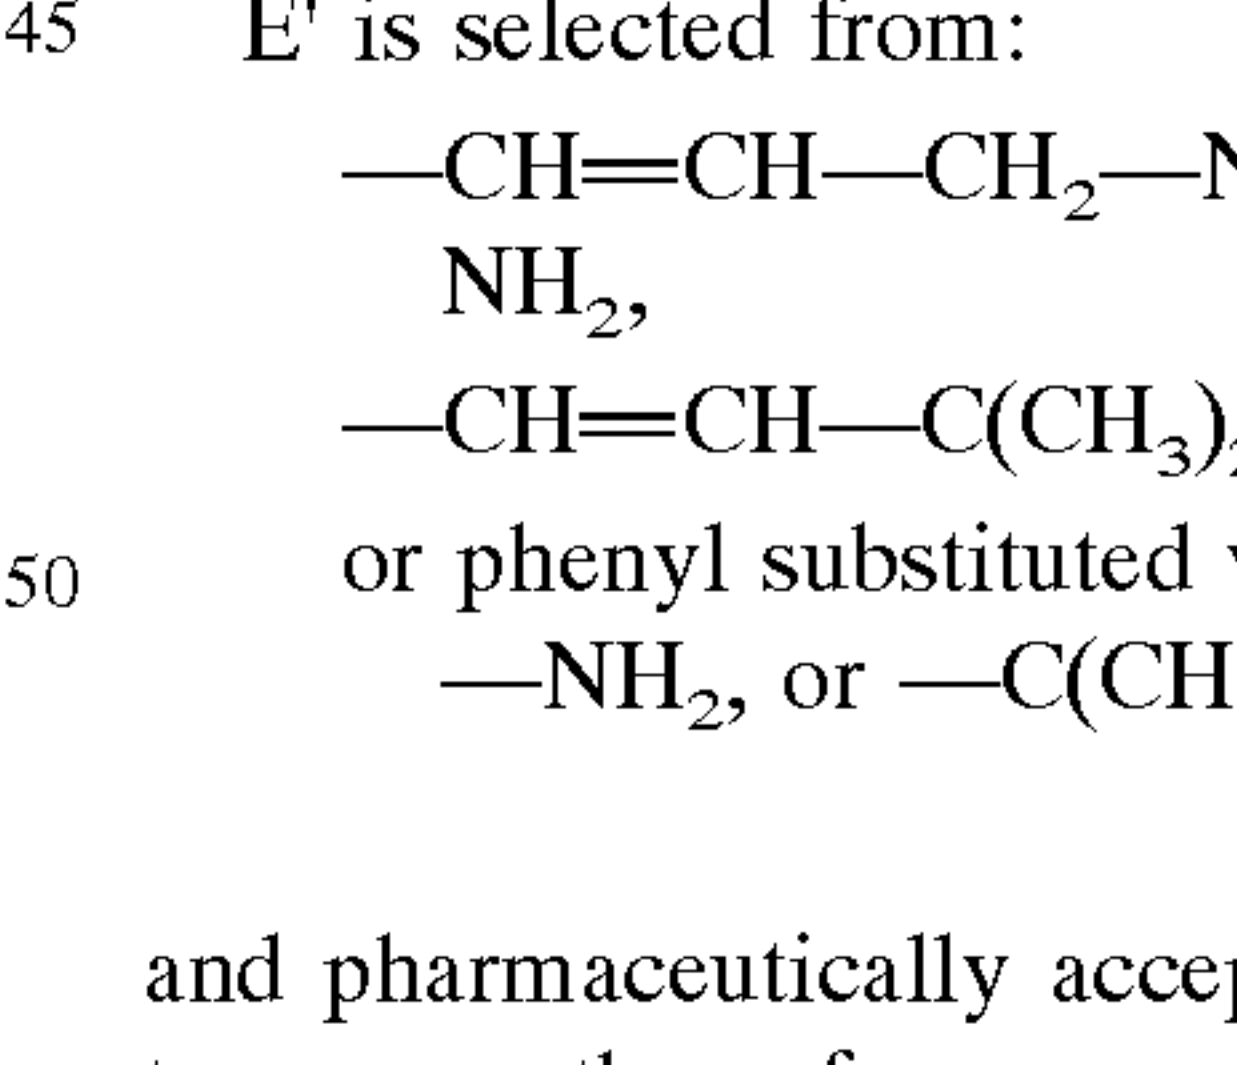 45 E' is selected from:
—CH=CH—CH₂—
NH₂,
—CH=CH—C(CH₃)
50 or phenyl substituted
—NH₂, or —C(CH
and pharmaceutically